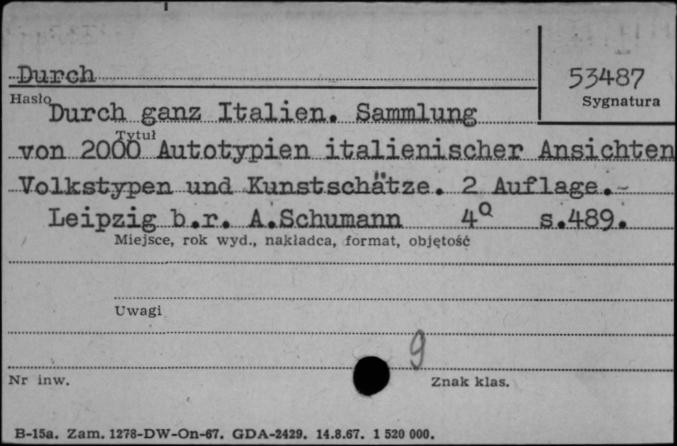 Durch
53487
Hasło
Sygnatura
Durch ganz Italien. Sammlung
Tytuł
von 2000 Autotypien italienischer Ansichten
Volkstypen und Kunstschätze. 2 Auflage.-
Leipzig b.r. A.Schumann 4° s.489.
Miejsce, rok wyd., nakładca, format, objętość
Uwagi
9
Nr inw.
Znak klas.
B-15a. Zam. 1278-DW-On-67. GDA-2429. 14.8.67. 1 520 000.